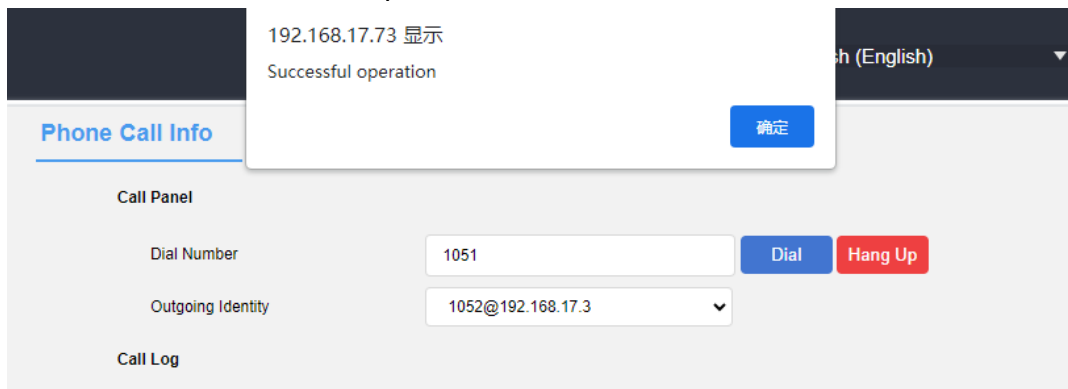 192.168.17.73 显示
Successful operation
确定
(English)
Phone Call Info
Call Panel
Dial Number
1051
Dial
Hang Up
Outgoing Identity
1052@192.168.17.3
Call Log